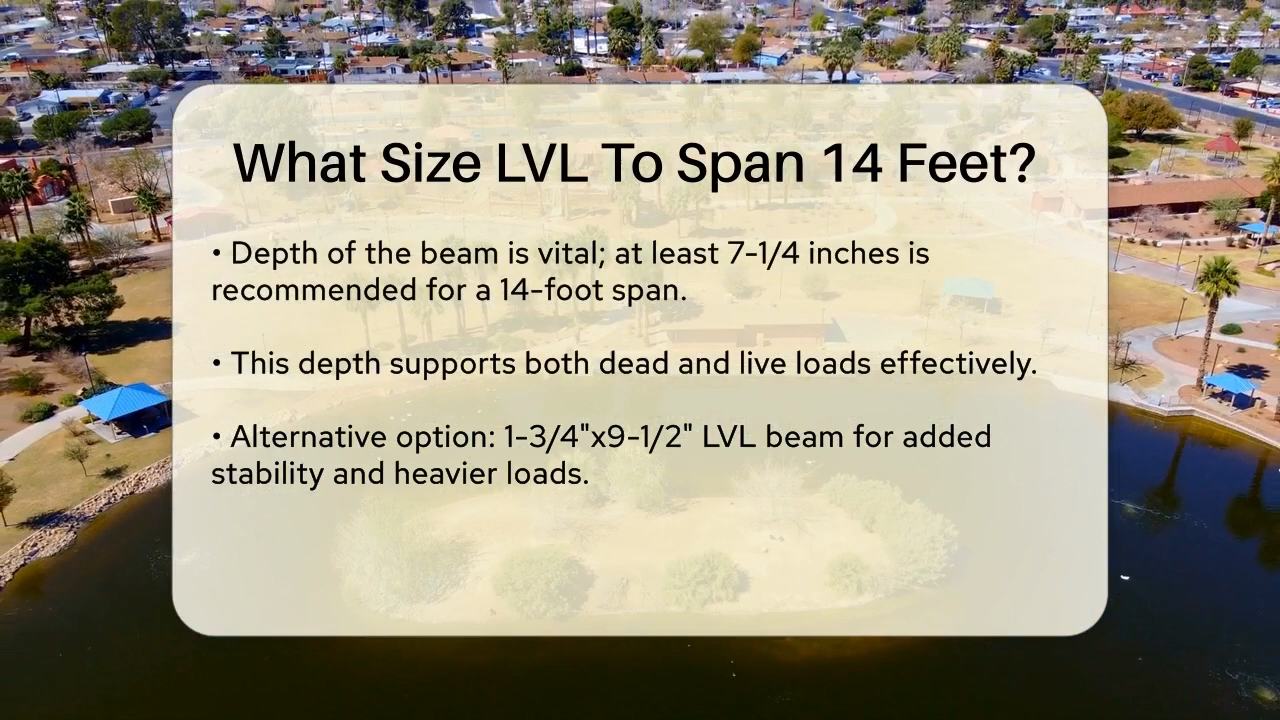 What Size LVL To Span 14 Feet?
• Depth of the beam is vital; at least 7-1/4 inches is
recommended for a 14-foot span.
• This depth supports both dead and live loads effectively.
• Alternative option: 1-3/4"x9-1/2" LVL beam for added
stability and heavier loads.